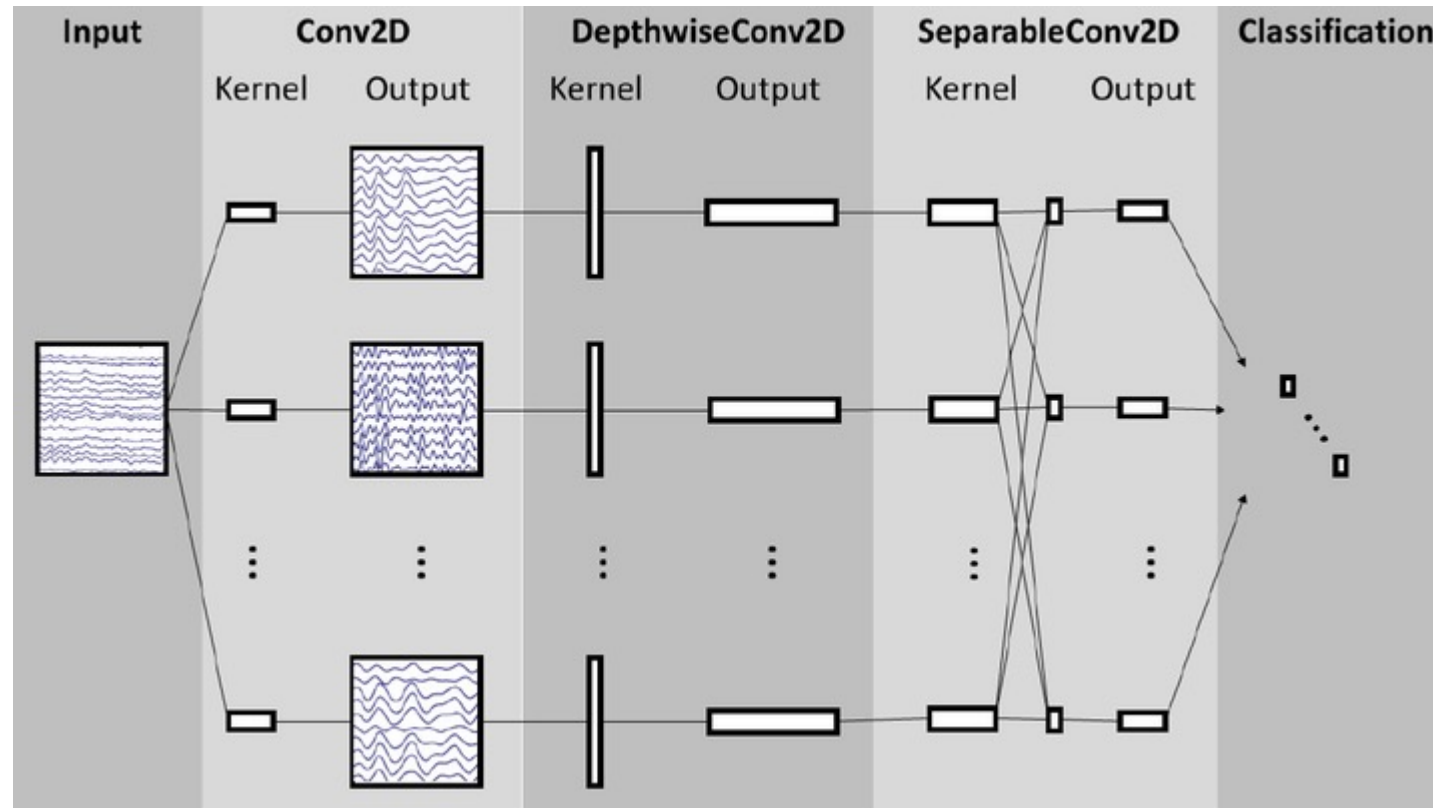 Input Conv2D DepthwiseConv2D SeparableConv2D Classification
Kernel Output Kernel Output Kernel Output